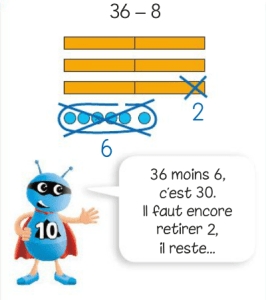 36 – 8
2
6
10
36 moins 6,
c'est 30.
Il faut encore
retirer 2,
il reste...